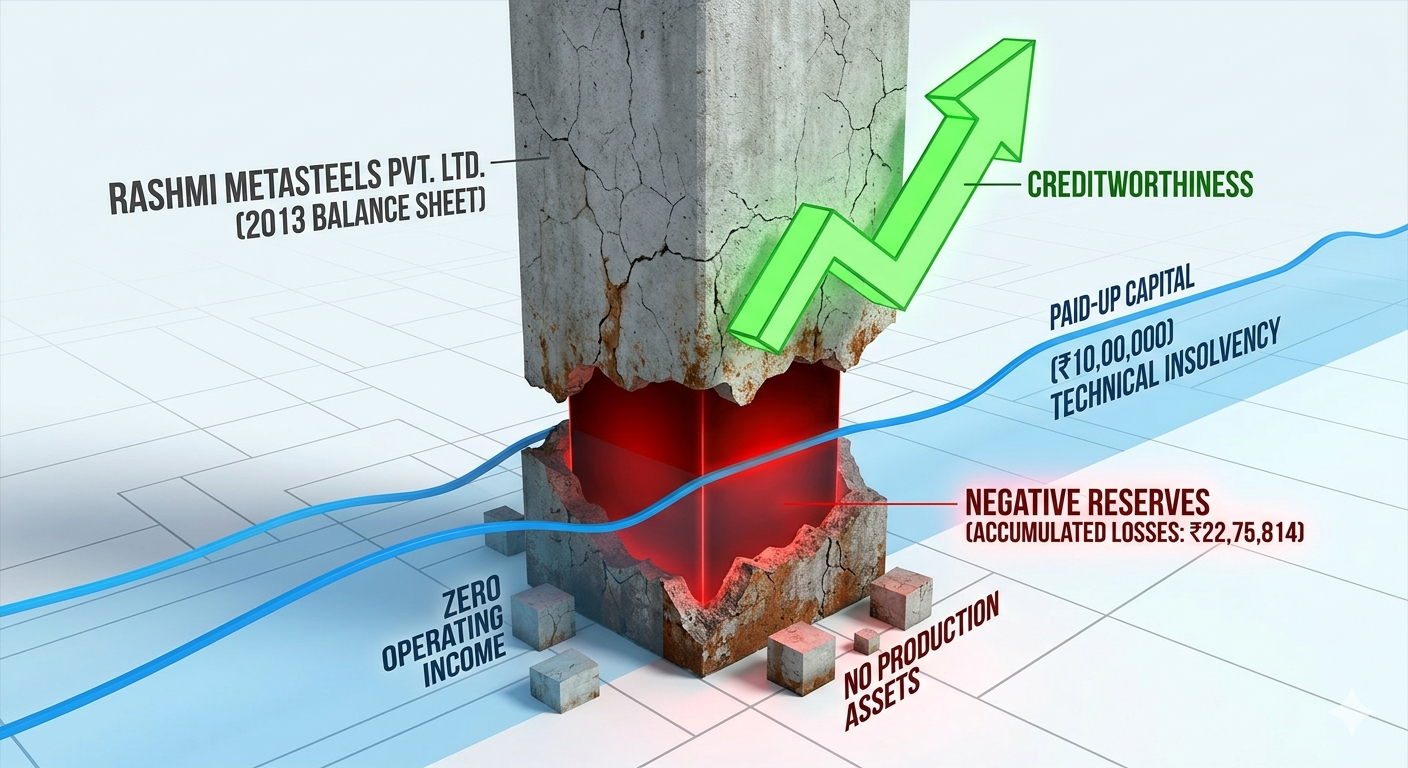 RASHMI METASTEELS PVT. LTD.
(2013 BALANCE SHEET)
CREDITWORTHINESS
PAID-UP CAPITAL
(₹10,00,000)
TECHNICAL INSOLVENCY
NEGATIVE RESERVES
(ACCUMULATED LOSSES: ₹22,75,814)
ZERO
OPERATING
INCOME
NO PRODUCTION
ASSETS